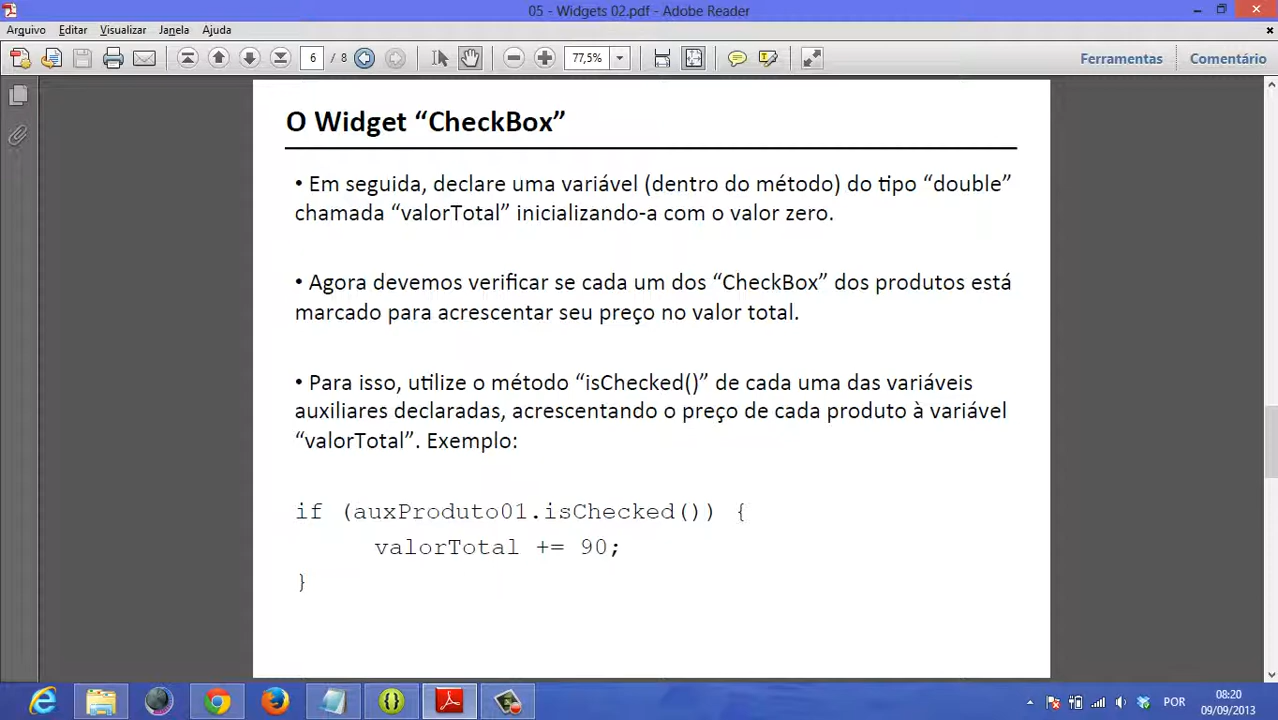 05 - Widgets 02.pdf - Adobe Reader
Arquivo Editar Visualizar Janela Ajuda
6 / 8 77,5% Ferramentas Comentário
O Widget “CheckBox”
• Em seguida, declare uma variável (dentro do método) do tipo “double”
chamada “valorTotal” inicializando-a com o valor zero.
• Agora devemos verificar se cada um dos “CheckBox” dos produtos está
marcado para acrescentar seu preço no valor total.
• Para isso, utilize o método “isChecked()” de cada uma das variáveis
auxiliares declaradas, acrescentando o preço de cada produto à variável
“valorTotal”. Exemplo:
if (auxProduto01.isChecked()) {
valorTotal += 90;
}
POR
08:20
09/09/2013